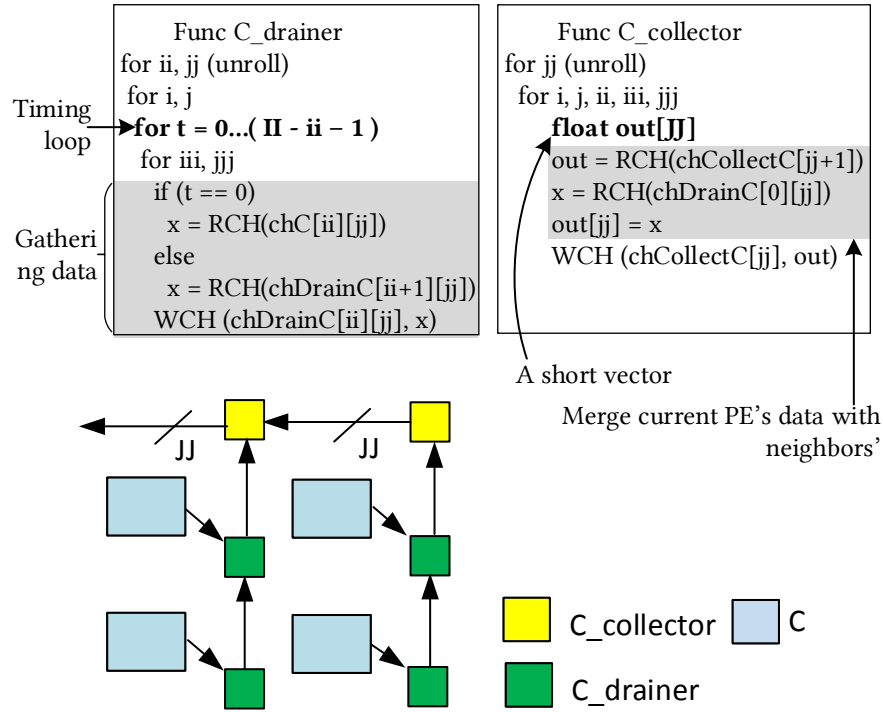 Func C_drainer
for ii, jj (unroll)
for i, j
for t = 0...( II - ii – 1 )
for iii, jjj
if (t == 0)
x = RCH(chC[ii][jj])
else
x = RCH(chDrainC[ii+1][jj])
WCH (chDrainC[ii][jj], x)
Timing
loop
Gatheri
ng data
Func C_collector
for jj (unroll)
for i, j, ii, iii, jjj
float out[JJ]
out = RCH(chCollectC[jj+1])
x = RCH(chDrainC[0][jj])
out[jj] = x
WCH (chCollectC[jj], out)
A short vector
Merge current PE’s data with
neighbors’
JJ
JJ
C_collector
C
C_drainer